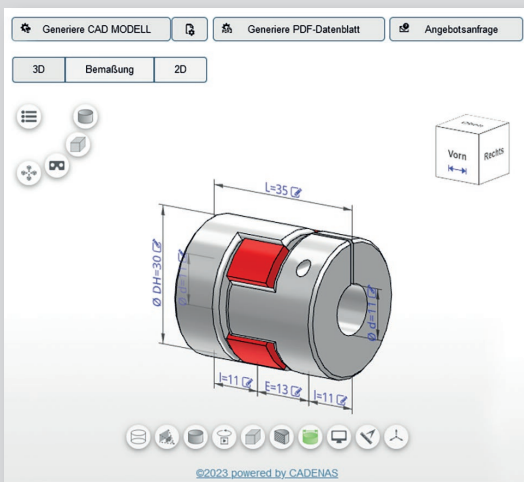 Generiere CAD MODELL
Generiere PDF-Datenblatt
Angebotsanfrage
3D
Bemaßung
2D
Vorn
Rechts
L=35
Ø DH=30
Ø d=11
l=11
E=13
l=11
©2023 powered by CADENAS